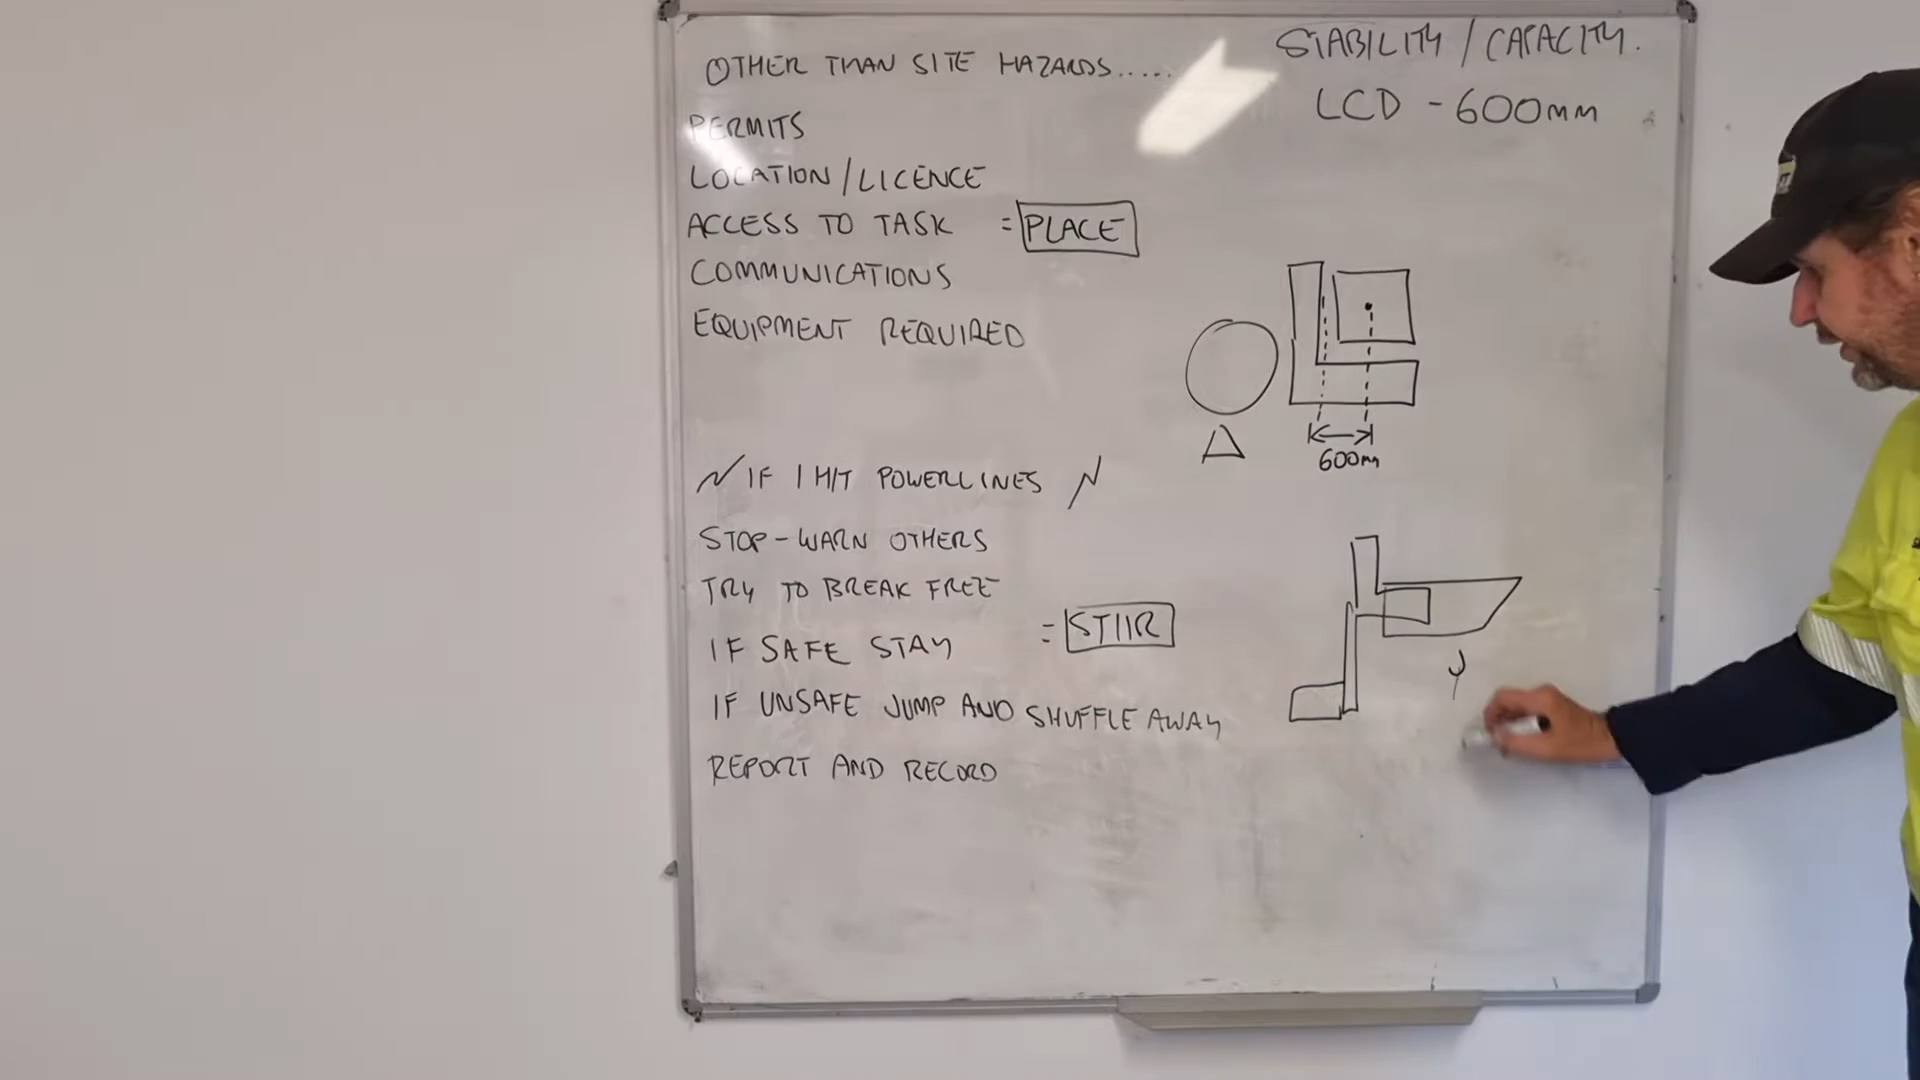 OTHER THAN SITE HAZARDS.....
PERMITS
LOCATION/LICENCE
ACCESS TO TASK = PLACE
COMMUNICATIONS
EQUIPMENT REQUIRED
IF I HIT POWERLINES
STOP - WARN OTHERS
TRY TO BREAK FREE
IF SAFE STAY = STIIR
IF UNSAFE JUMP AND SHUFFLE AWAY
REPORT AND RECORD
STABILITY / CAPACITY.
LCD - 600mm
600mm